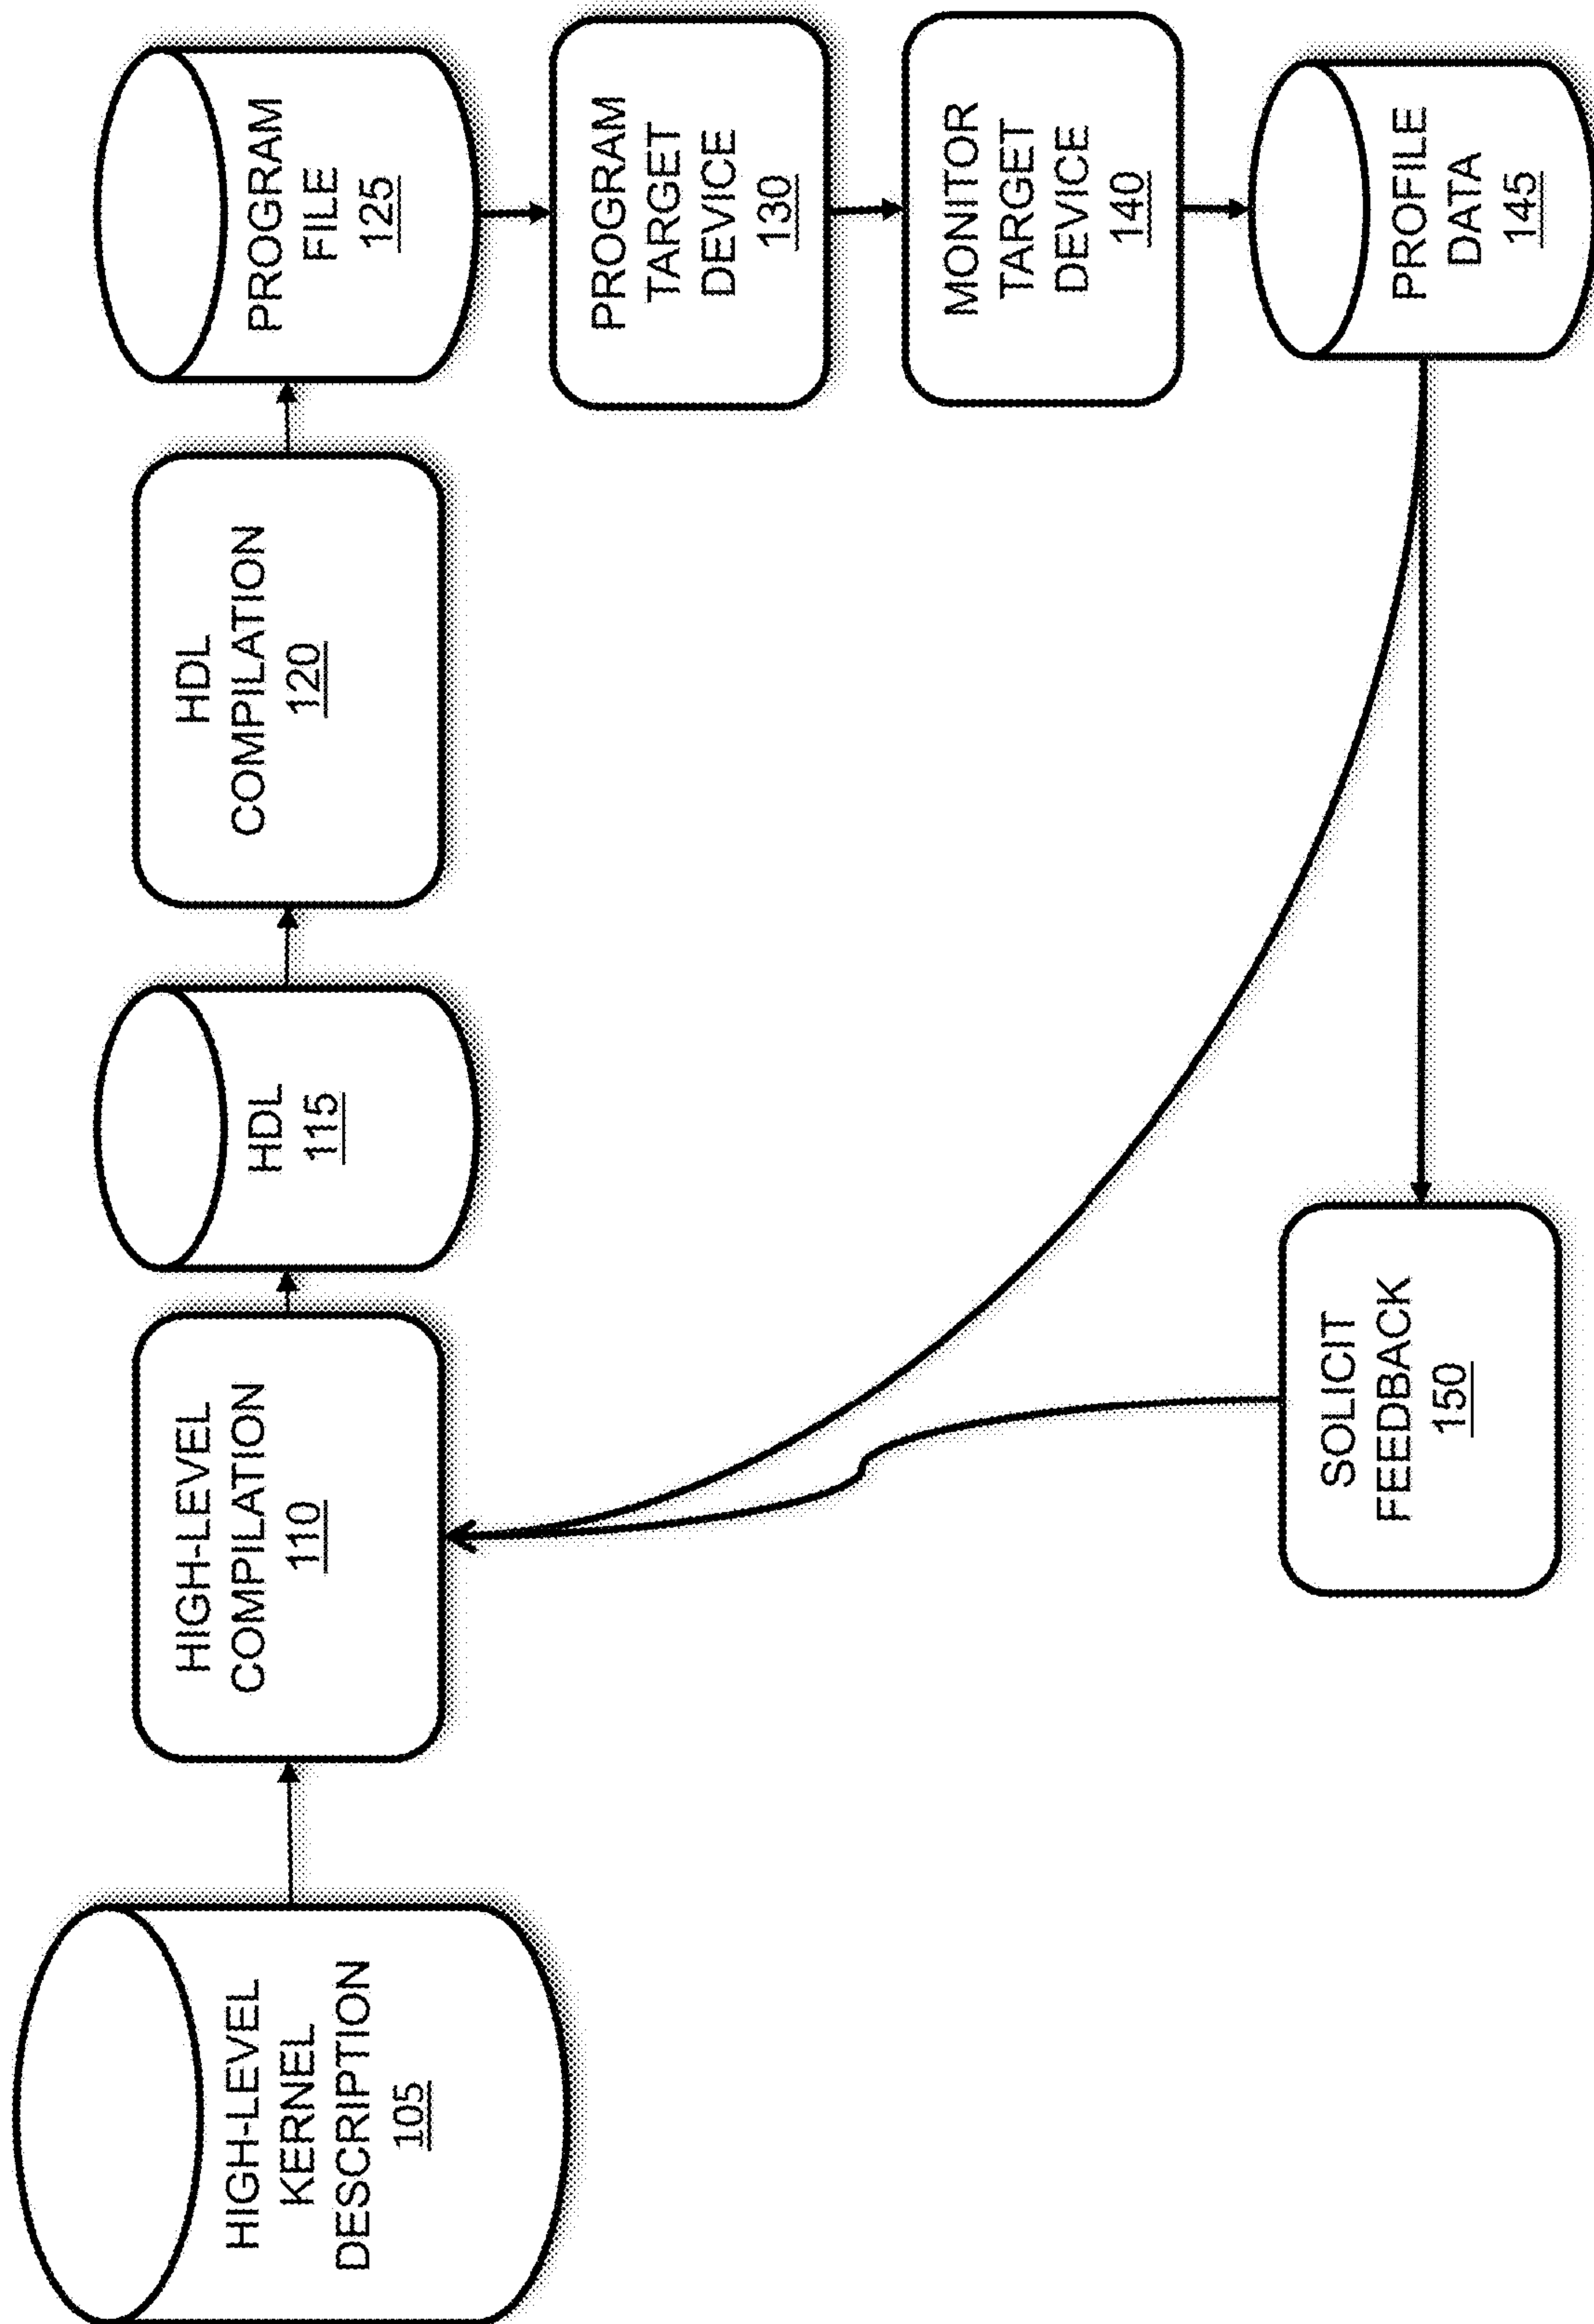 HIGH-LEVEL
KERNEL
DESCRIPTION
105
HIGH-LEVEL
COMPILATION
110
HDL
115
HDL
COMPILATION
120
PROGRAM
FILE
125
PROGRAM
TARGET
DEVICE
130
MONITOR
TARGET
DEVICE
140
PROFILE
DATA
145
SOLICIT
FEEDBACK
150